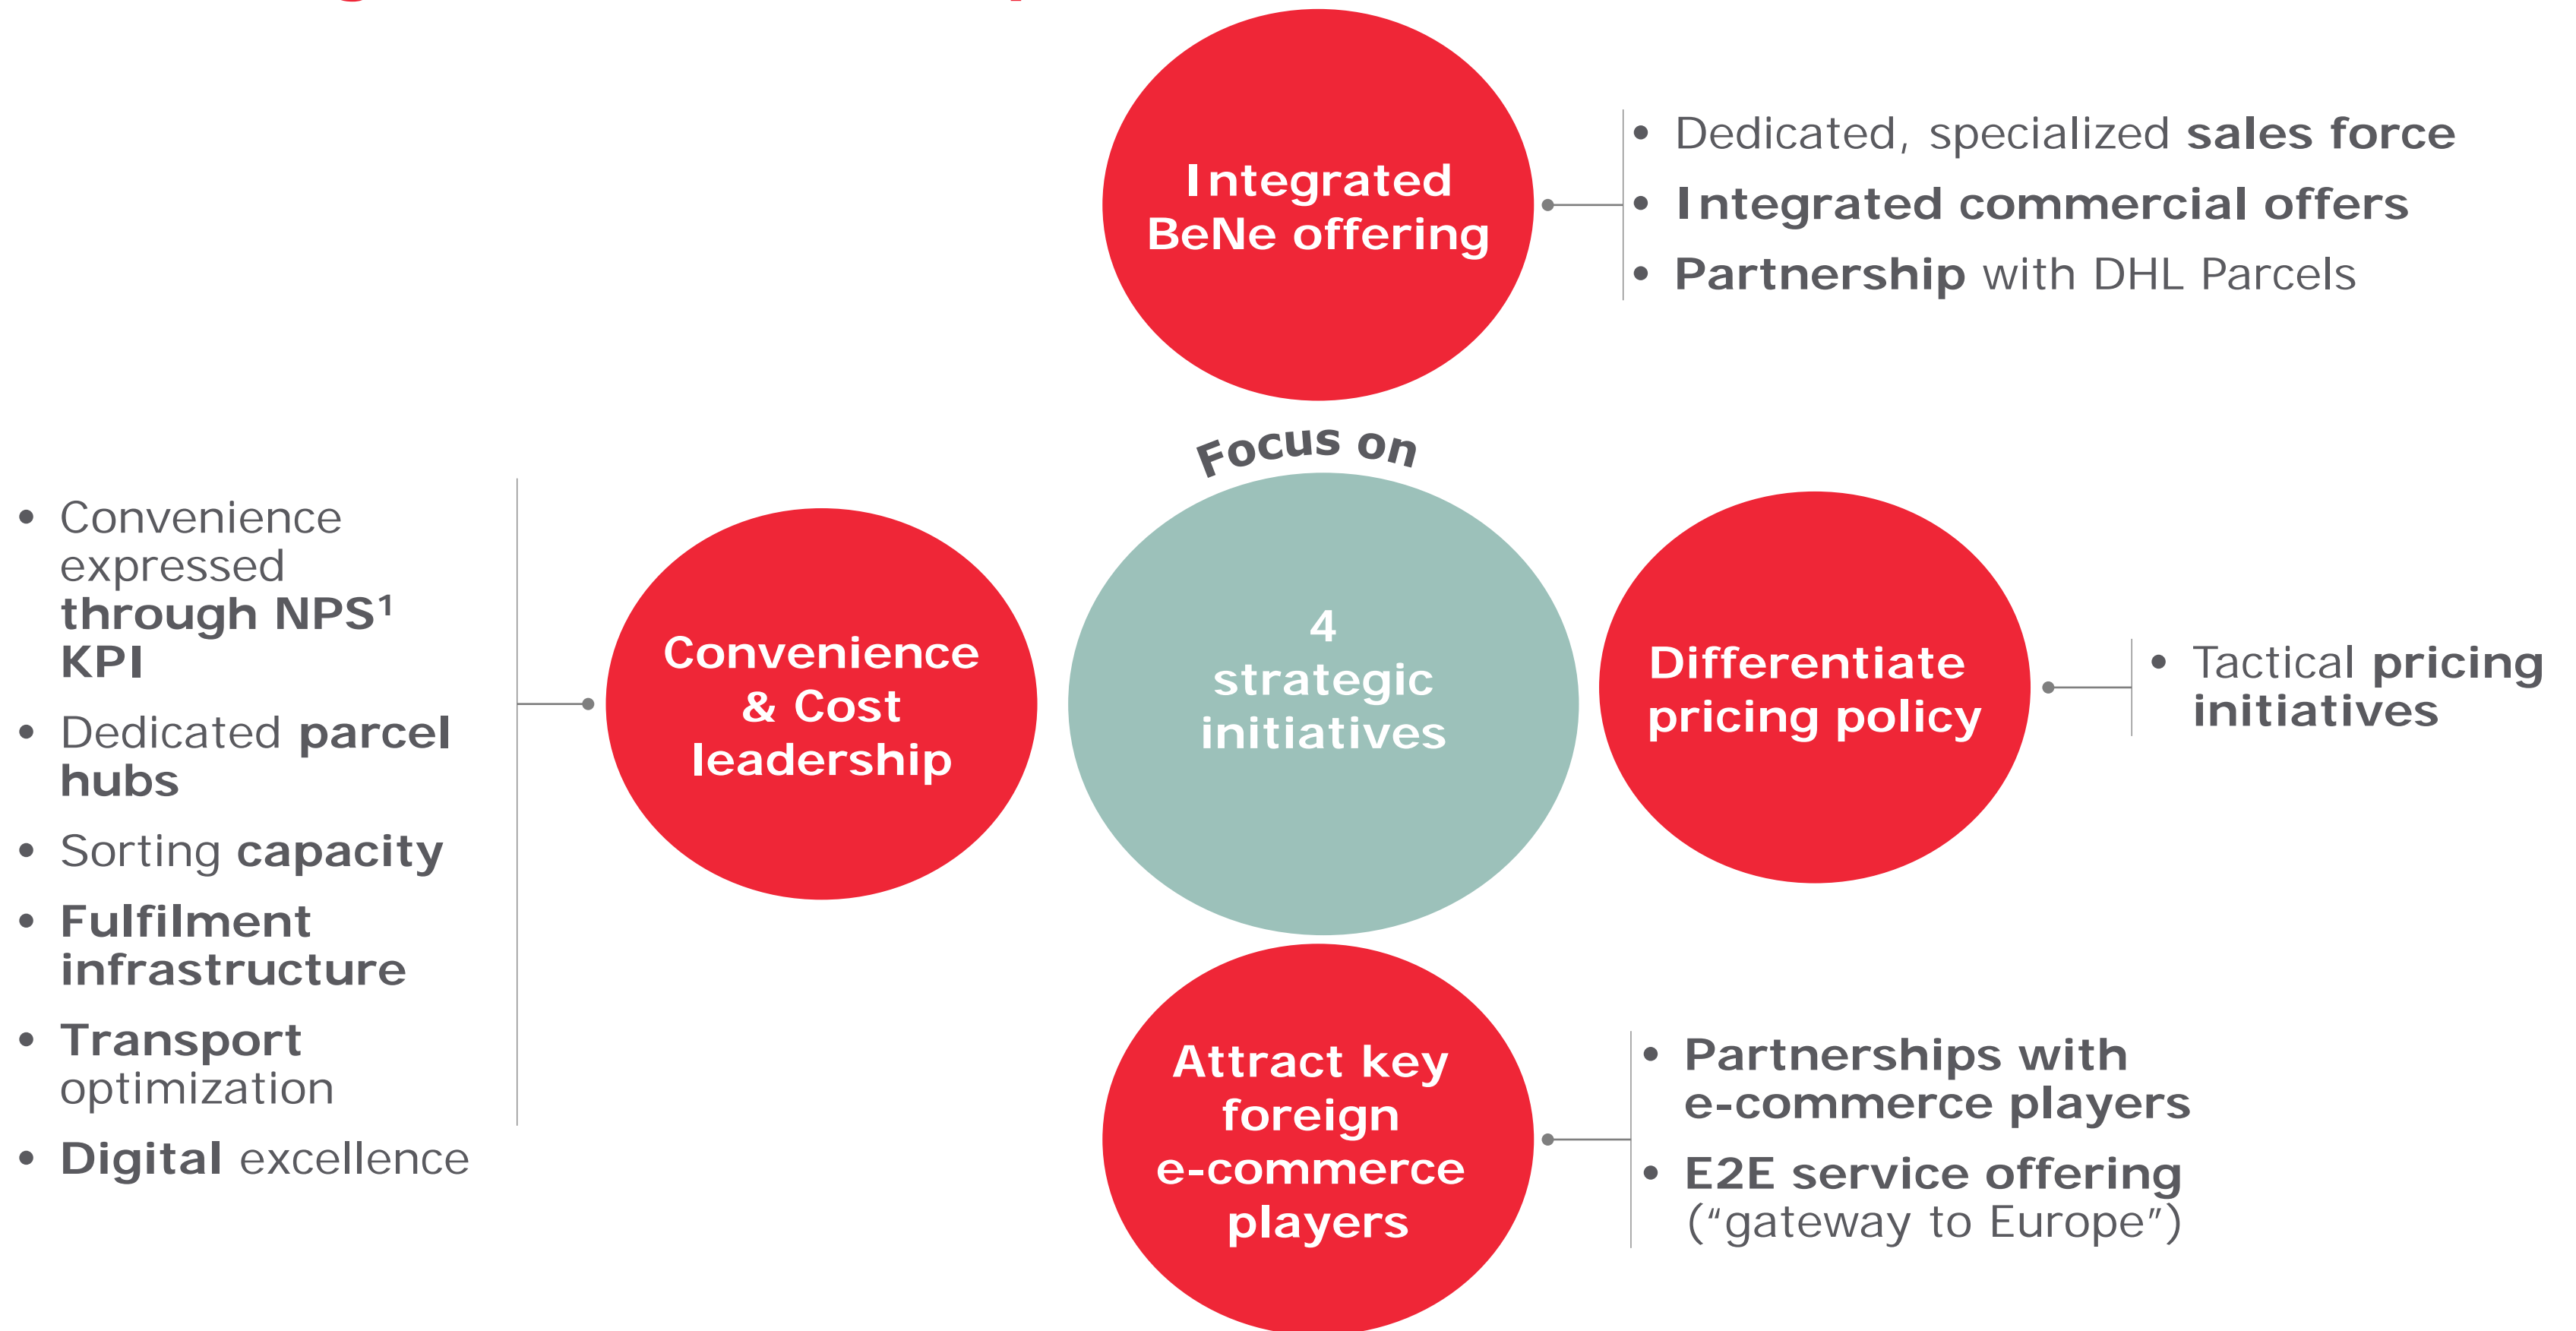 Integrated
BeNe offering
• Dedicated, specialized sales force
• Integrated commercial offers
• Partnership with DHL Parcels
Focus on
4
strategic
initiatives
• Convenience
expressed
through NPS¹
KPI
• Dedicated parcel
hubs
• Sorting capacity
• Fulfilment
infrastructure
• Transport
optimization
• Digital excellence
Convenience
& Cost
leadership
Differentiate
pricing policy
• Tactical pricing
initiatives
Attract key
foreign
e-commerce
players
• Partnerships with
e-commerce players
• E2E service offering
(“gateway to Europe”)